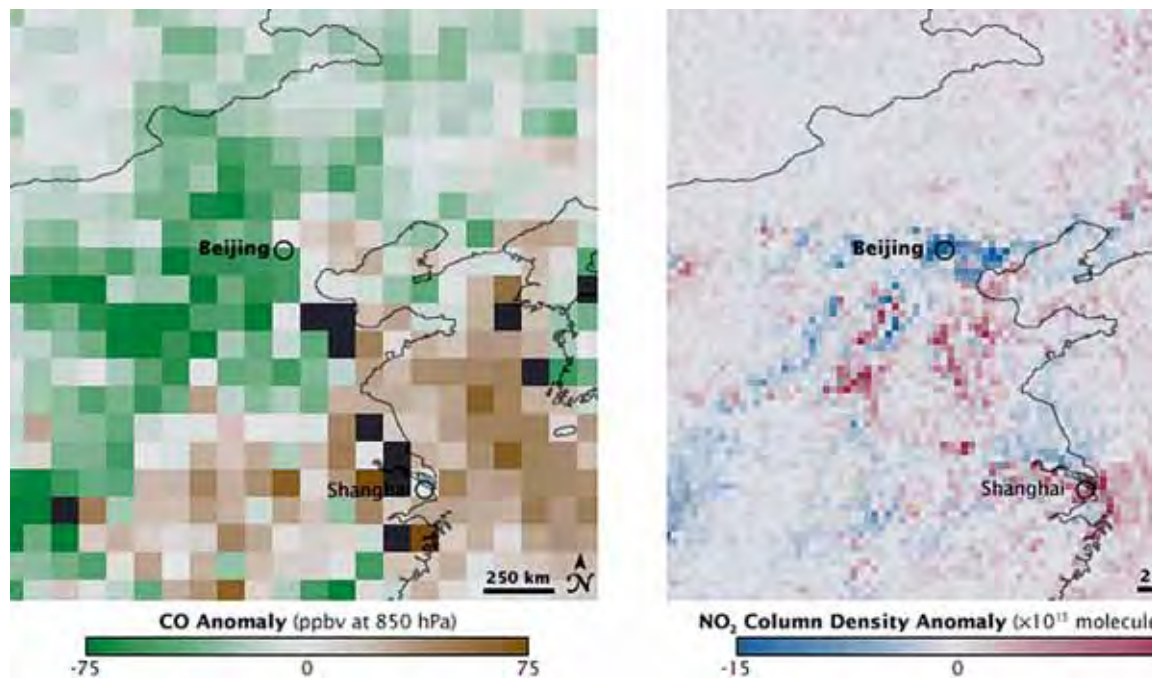 Beijing
Shanghai
250 km
N
CO Anomaly (ppbv at 850 hPa)
-75 0 75
Beijing
Shanghai
NO₂ Column Density Anomaly (×10¹⁵
-15 0